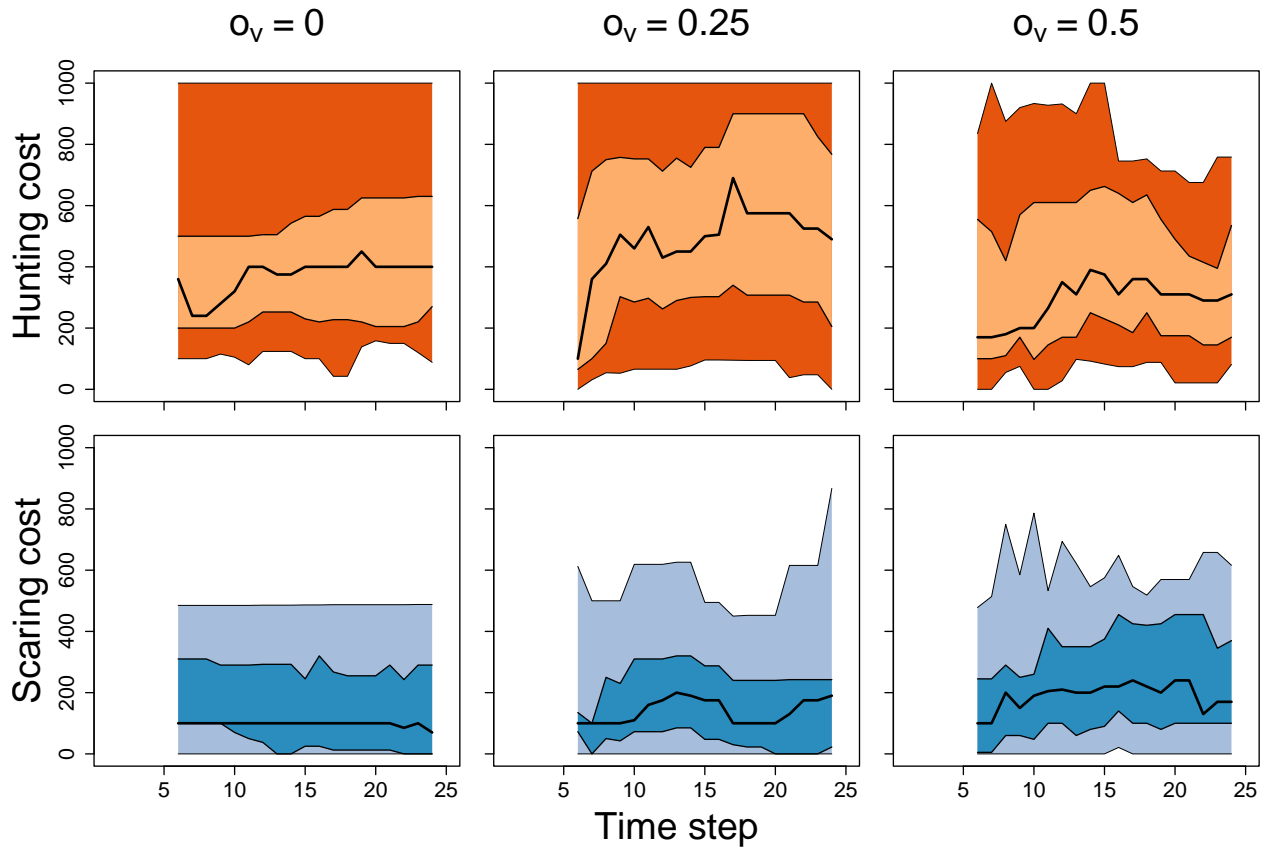 o_v = 0 o_v = 0.25 o_v = 0.5
Hunting cost
0 200 400 600 800 1000
Scaring cost
0 200 400 600 800 1000
5 10 15 20 25 5 10 15 20 25 5 10 15 20 25
Time step